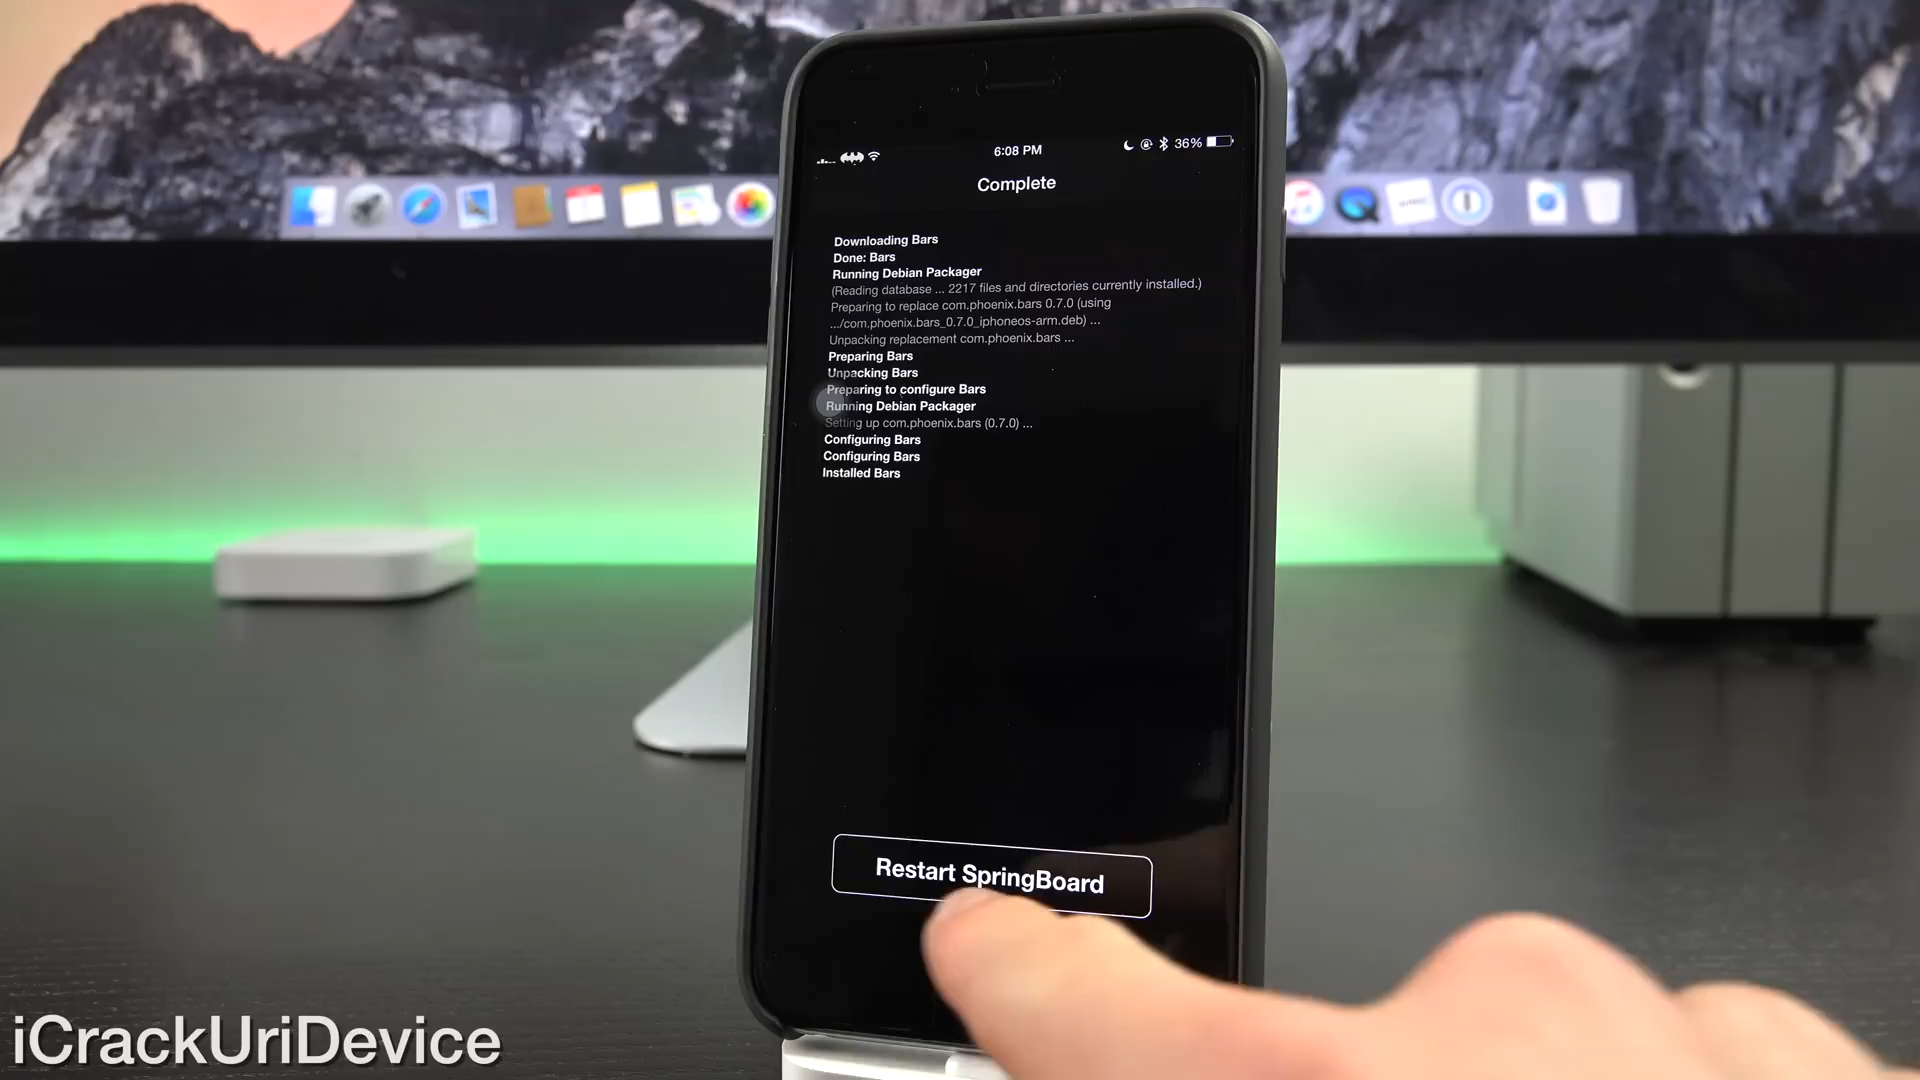 6:08 PM
36%
Complete
Downloading Bars
Done: Bars
Running Debian Packager
(Reading database ... 2217 files and directories currently installed.)
Preparing to replace com.phoenix.bars 0.7.0 (using
.../com.phoenix.bars_0.7.0_iphoneos-arm.deb) ...
Unpacking replacement com.phoenix.bars ...
Preparing Bars
Unpacking Bars
Preparing to configure Bars
Running Debian Packager
Setting up com.phoenix.bars (0.7.0) ...
Configuring Bars
Configuring Bars
Installed Bars
Restart SpringBoard
iCrackUriDevice